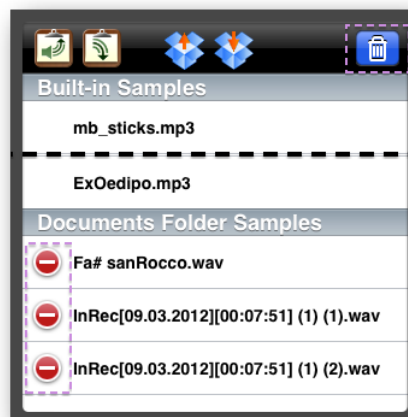 Built-in Samples
mb_sticks.mp3
ExOedipo.mp3
Documents Folder Samples
Fa# sanRocco.wav
InRec[09.03.2012][00:07:51] (1) (1).wav
InRec[09.03.2012][00:07:51] (1) (2).wav